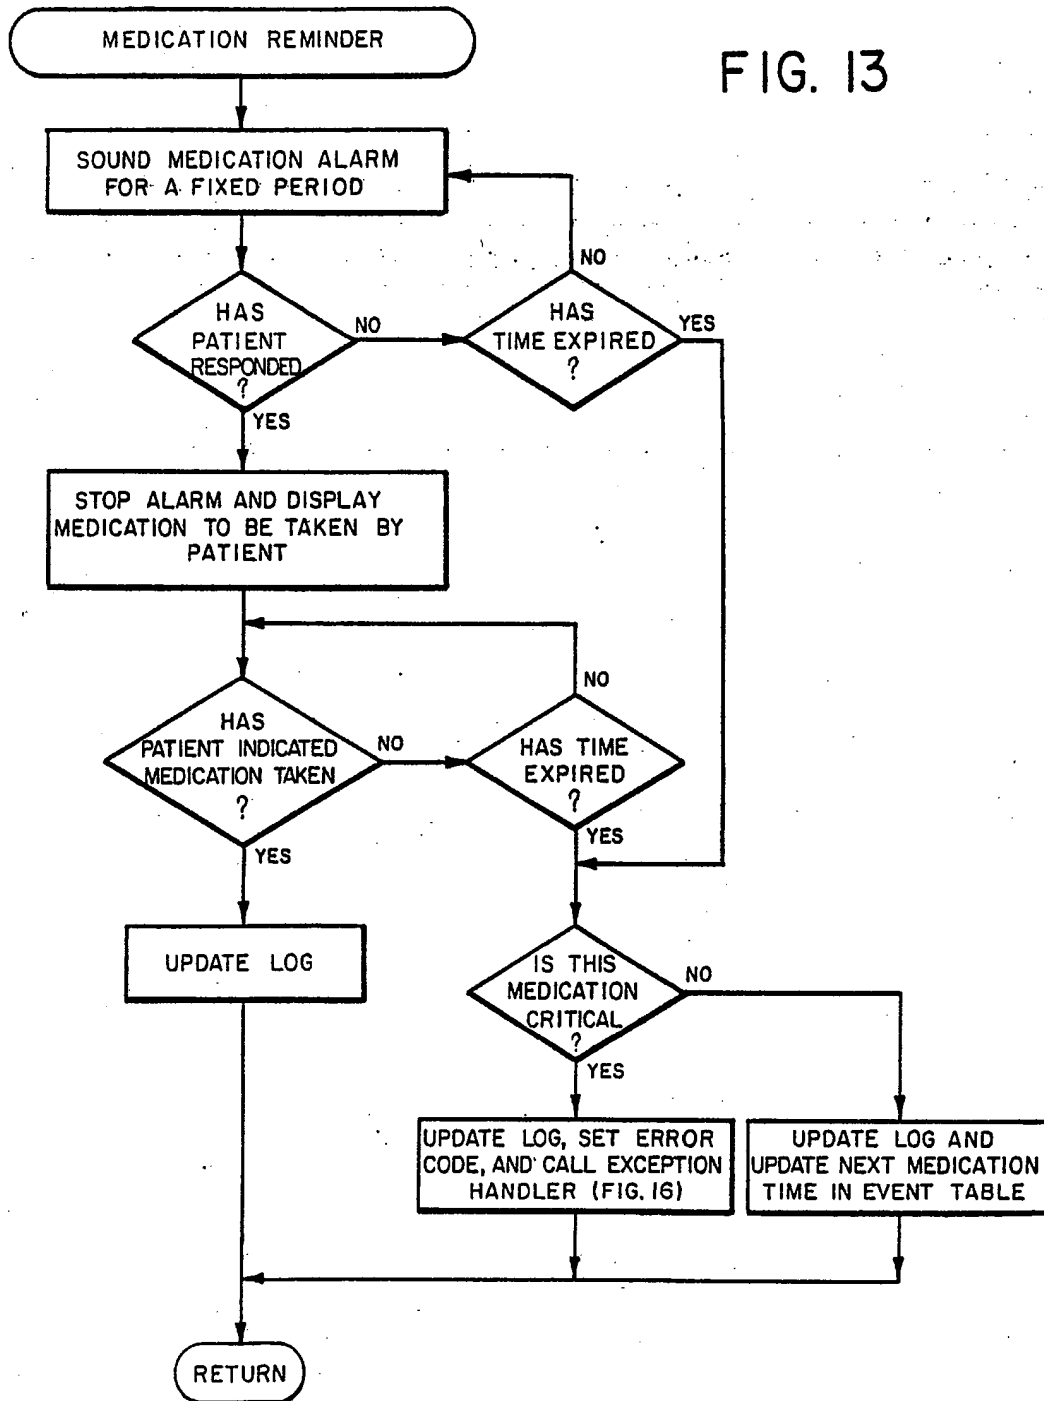 MEDICATION REMINDER
FIG. 13
SOUND MEDICATION ALARM
FOR A FIXED PERIOD
NO
HAS
PATIENT
RESPONDED
?
NO
HAS
TIME EXPIRED
?
YES
YES
STOP ALARM AND DISPLAY
MEDICATION TO BE TAKEN BY
PATIENT
NO
HAS
PATIENT INDICATED
MEDICATION TAKEN
?
NO
HAS TIME
EXPIRED
?
YES
YES
UPDATE LOG
IS THIS
MEDICATION
CRITICAL
?
NO
YES
UPDATE LOG, SET ERROR
CODE, AND CALL EXCEPTION
HANDLER (FIG. 16)
UPDATE LOG AND
UPDATE NEXT MEDICATION
TIME IN EVENT TABLE
RETURN